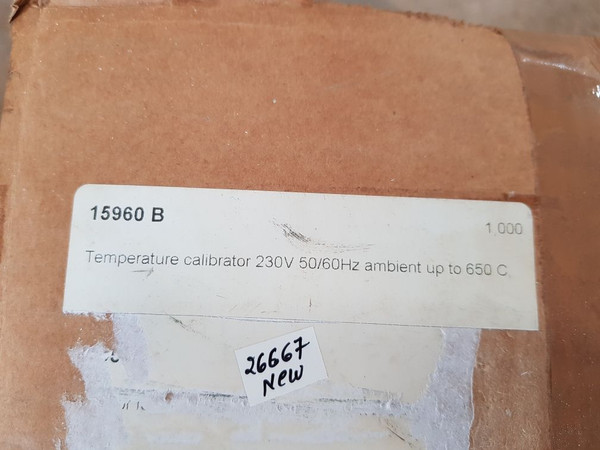 15960 B
1,000
Temperature calibrator 230V 50/60Hz ambient up to 650 C
26667
New